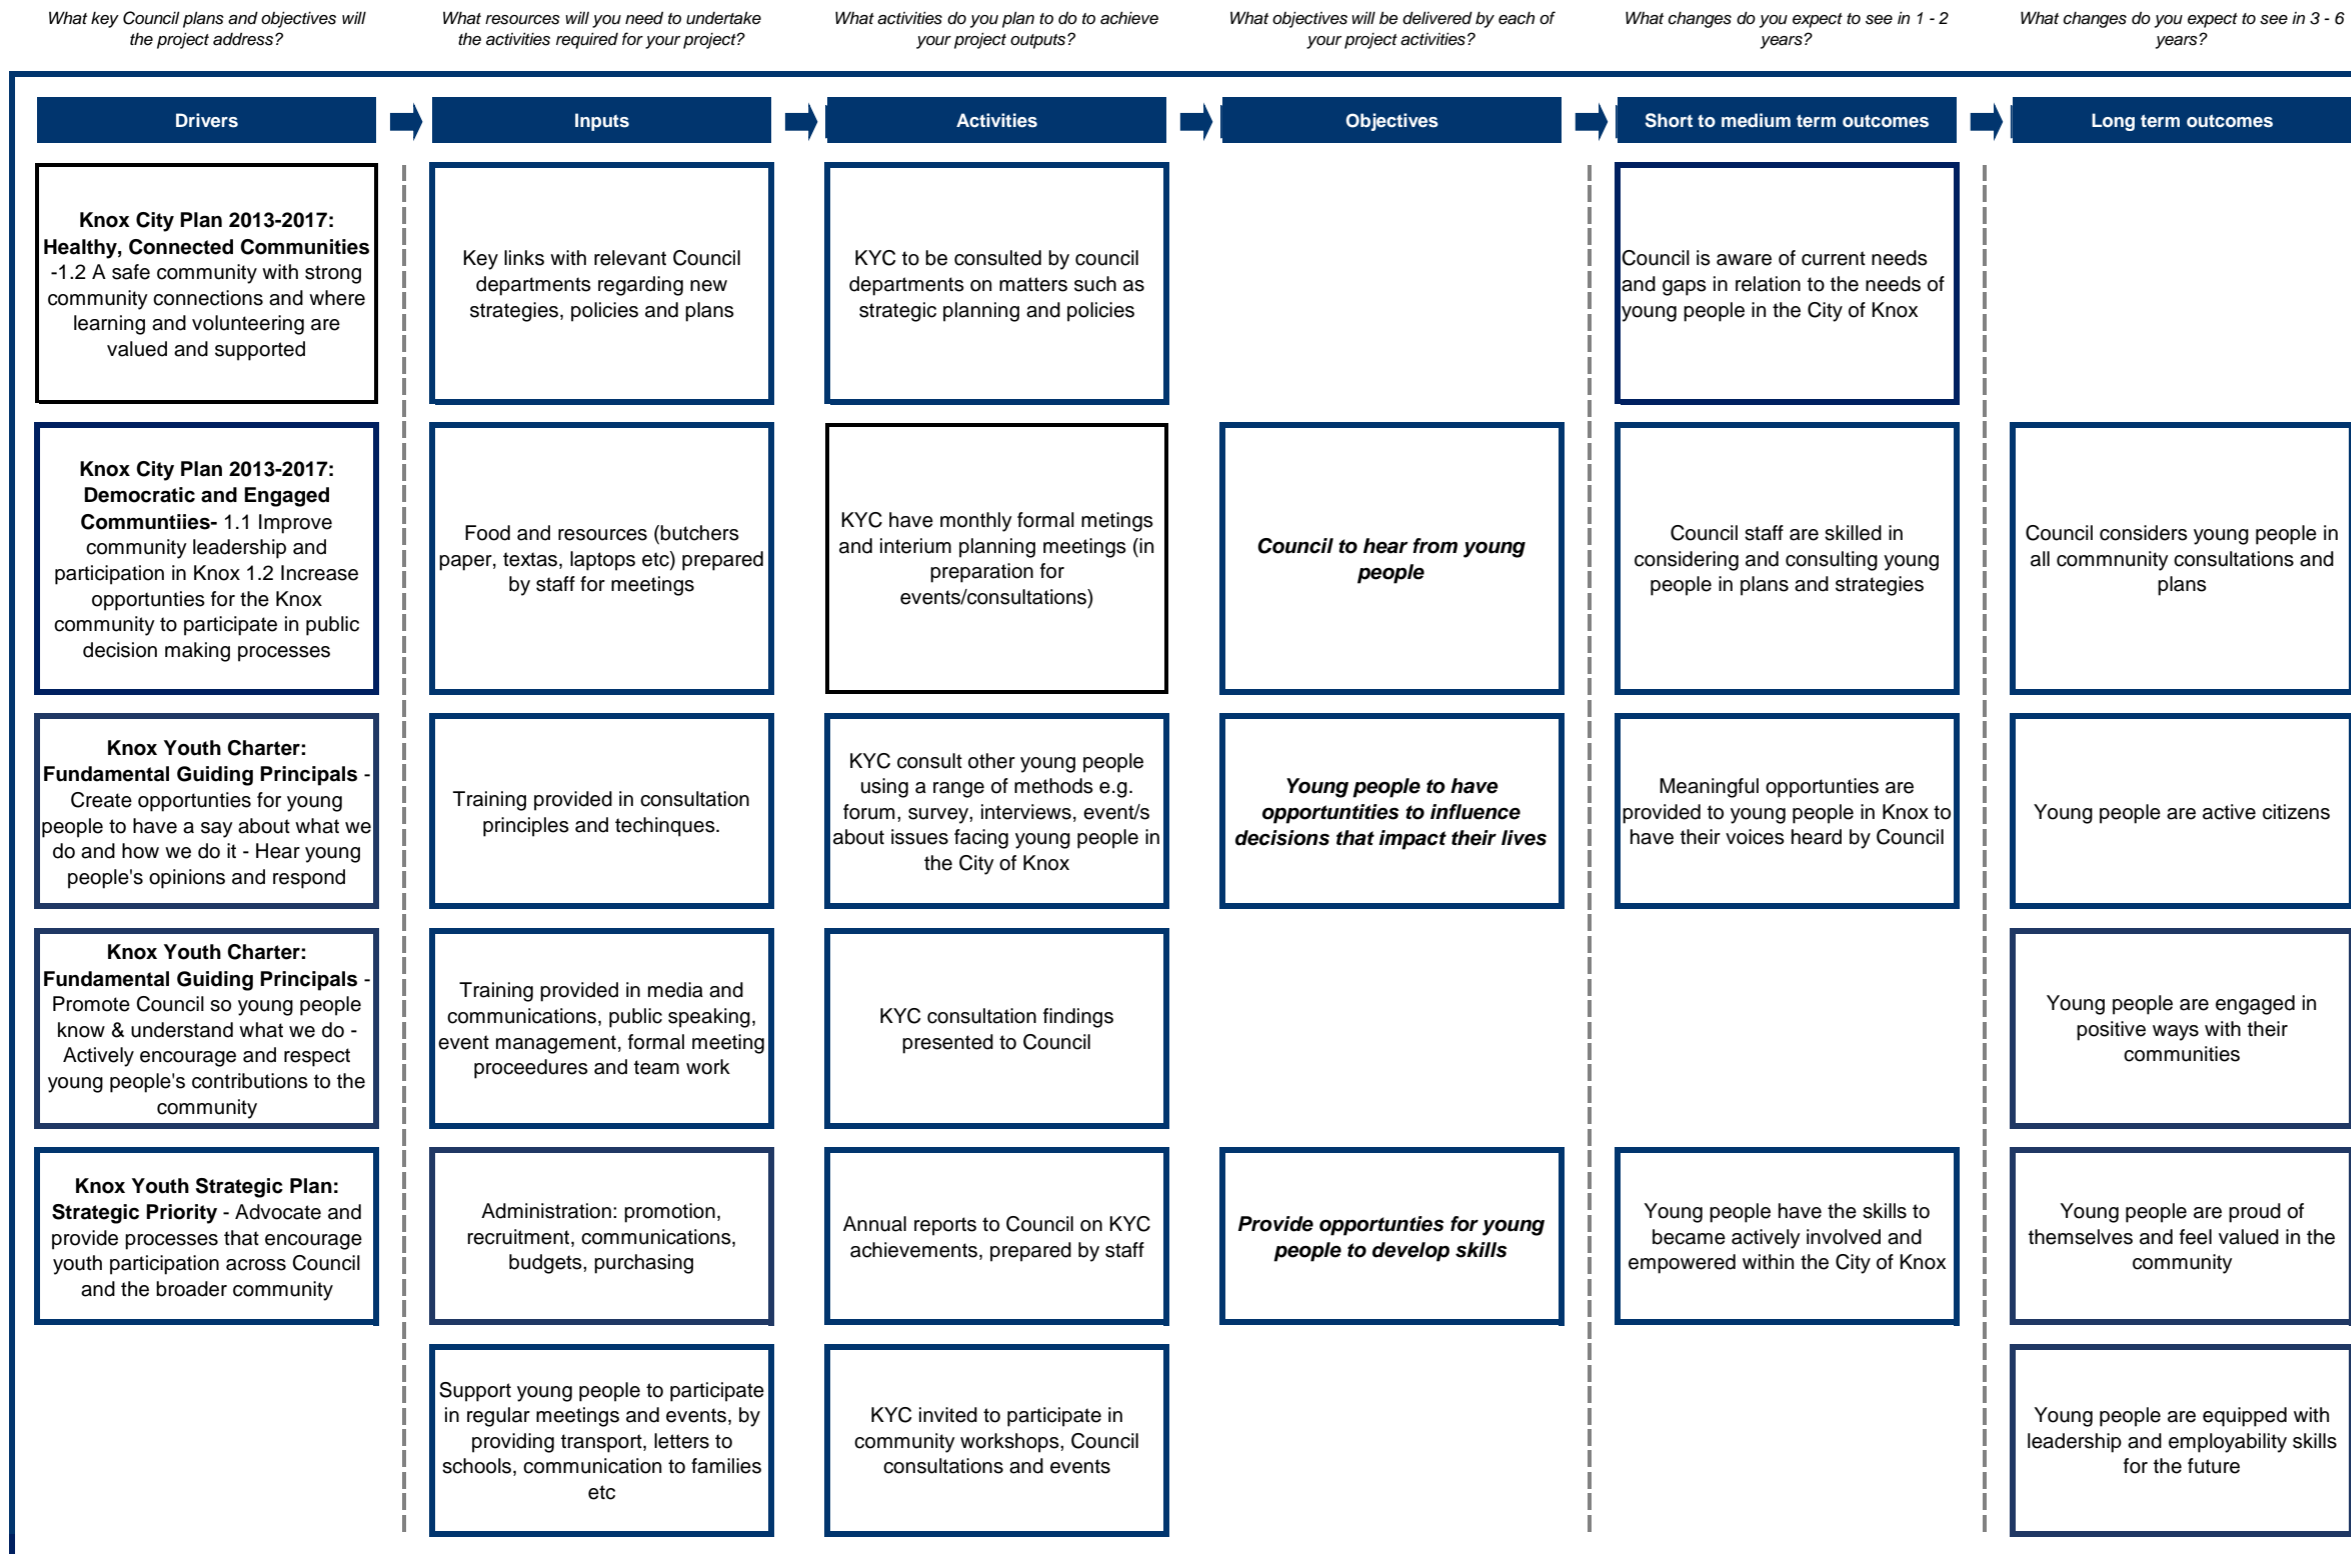 What key Council plans and objectives will
the project address?
What resources will you need to undertake
the activities required for your project?
What activities do you plan to do to achieve
your project outputs?
What objectives will be delivered by each of
your project activities?
What changes do you expect to see in 1 - 2
years?
What changes do you expect to see in 3 - 6
years?
Drivers
Inputs
Activities
Objectives
Short to medium term outcomes
Long term outcomes
Knox City Plan 2013-2017:
Healthy, Connected Communities
-1.2 A safe community with strong
community connections and where
learning and volunteering are
valued and supported
Key links with relevant Council
departments regarding new
strategies, policies and plans
KYC to be consulted by council
departments on matters such as
strategic planning and policies
Council is aware of current needs
and gaps in relation to the needs of
young people in the City of Knox
Knox City Plan 2013-2017:
Democratic and Engaged
Communtiies- 1.1 Improve
community leadership and
participation in Knox 1.2 Increase
opportunties for the Knox
community to participate in public
decision making processes
Food and resources (butchers
paper, textas, laptops etc) prepared
by staff for meetings
KYC have monthly formal metings
and interium planning meetings (in
preparation for
events/consultations)
Council to hear from young
people
Council staff are skilled in
considering and consulting young
people in plans and strategies
Council considers young people in
all commnunity consultations and
plans
Knox Youth Charter:
Fundamental Guiding Principals -
Create opportunties for young
people to have a say about what we
do and how we do it - Hear young
people's opinions and respond
Training provided in consultation
principles and techinques.
KYC consult other young people
using a range of methods e.g.
forum, survey, interviews, event/s
about issues facing young people in
the City of Knox
Young people to have
opportuntities to influence
decisions that impact their lives
Meaningful opportunties are
provided to young people in Knox to
have their voices heard by Council
Young people are active citizens
Knox Youth Charter:
Fundamental Guiding Principals -
Promote Council so young people
know & understand what we do -
Actively encourage and respect
young people's contributions to the
community
Training provided in media and
communications, public speaking,
event management, formal meeting
proceedures and team work
KYC consultation findings
presented to Council
Young people are engaged in
positive ways with their
communities
Knox Youth Strategic Plan:
Strategic Priority - Advocate and
provide processes that encourage
youth participation across Council
and the broader community
Administration: promotion,
recruitment, communications,
budgets, purchasing
Annual reports to Council on KYC
achievements, prepared by staff
Provide opportunties for young
people to develop skills
Young people have the skills to
became actively involved and
empowered within the City of Knox
Young people are proud of
themselves and feel valued in the
community
Support young people to participate
in regular meetings and events, by
providing transport, letters to
schools, communication to families
etc
KYC invited to participate in
community workshops, Council
consultations and events
Young people are equipped with
leadership and employability skills
for the future